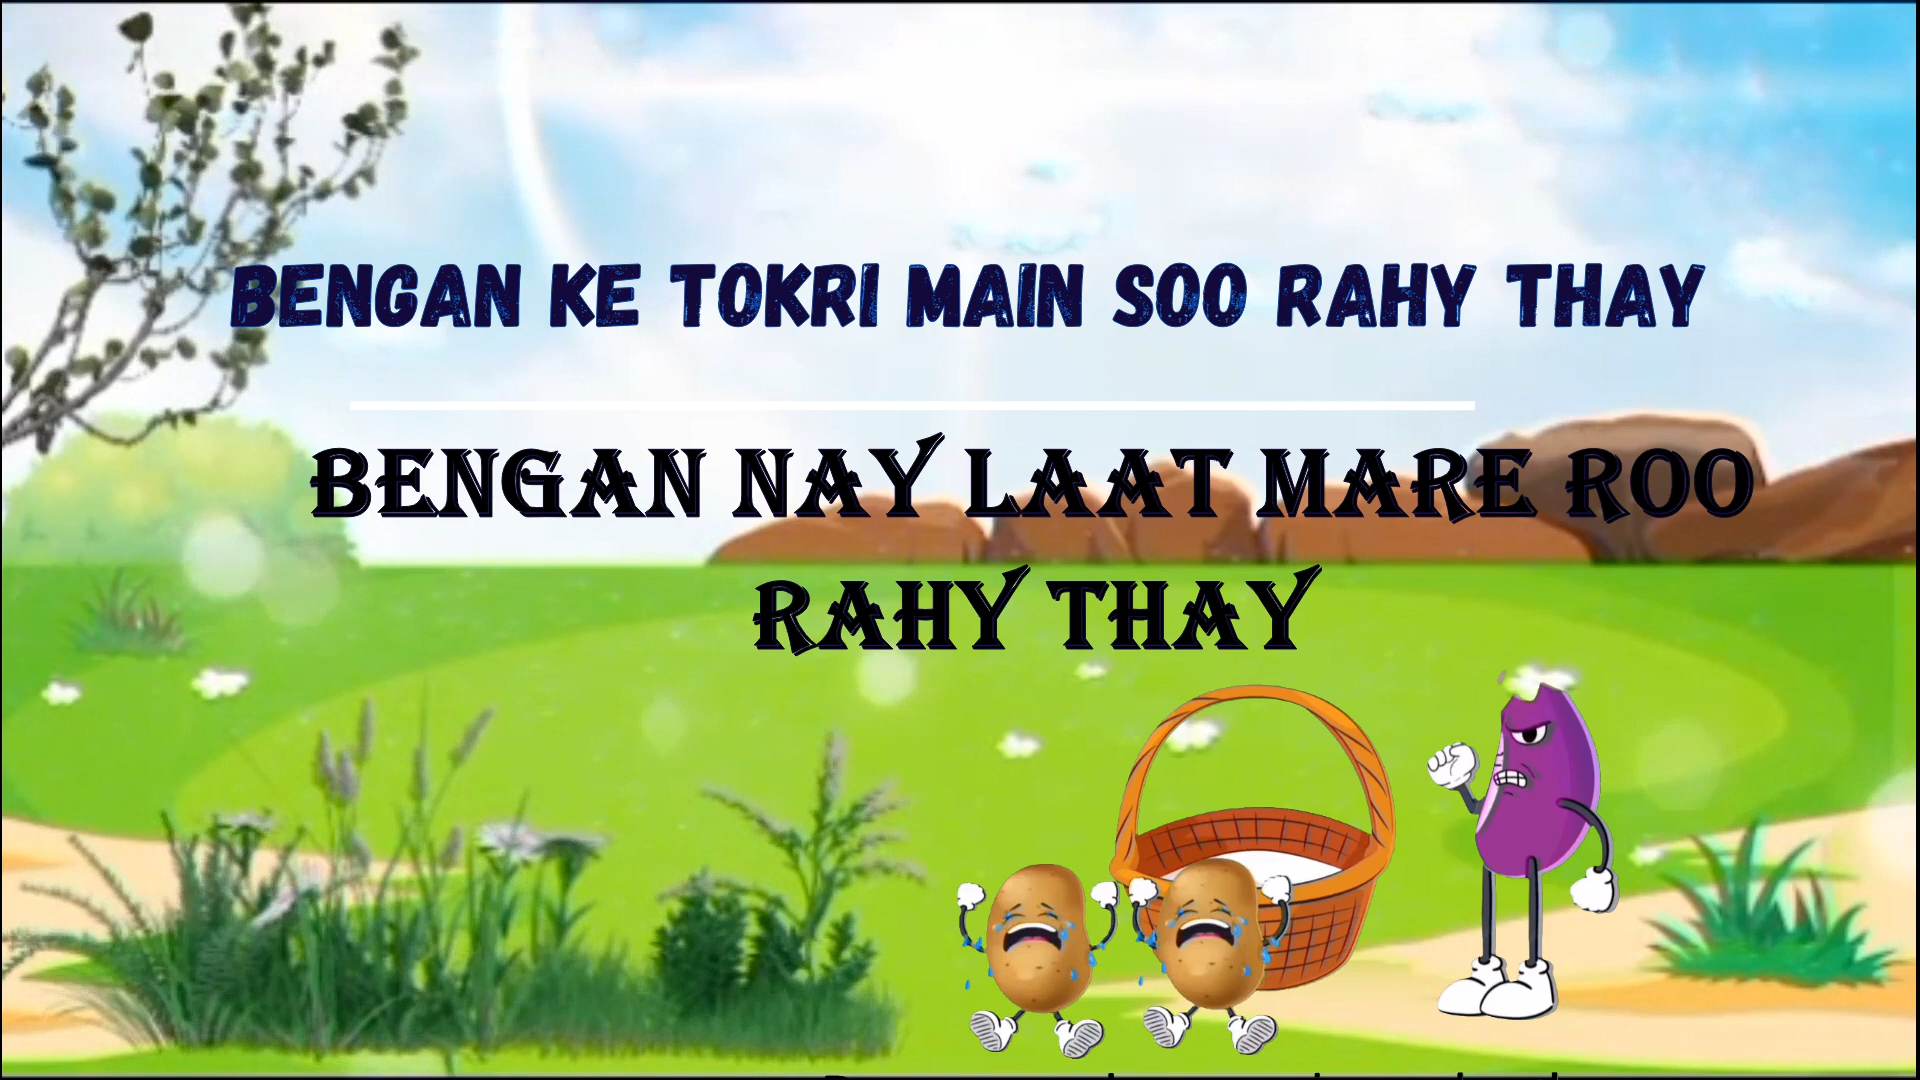 BENGAN KE TOKRI MAIN SOO RAHY THAY
BENGAN NAY LAAT MARE ROO
RAHY THAY